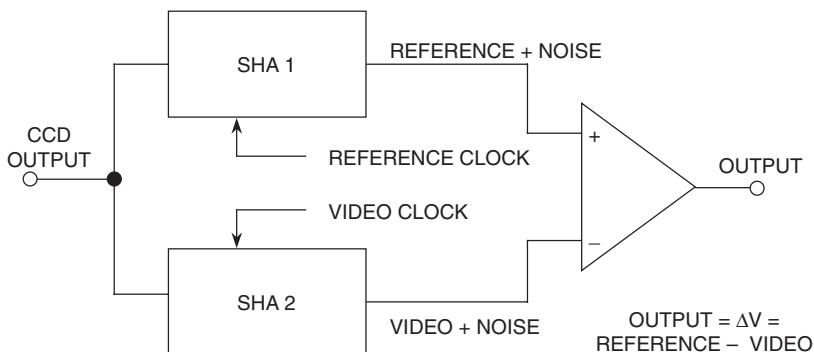 SHA 1
REFERENCE + NOISE
CCD
OUTPUT
REFERENCE CLOCK
VIDEO CLOCK
+
–
OUTPUT
SHA 2
VIDEO + NOISE
OUTPUT = ΔV =
REFERENCE – VIDEO